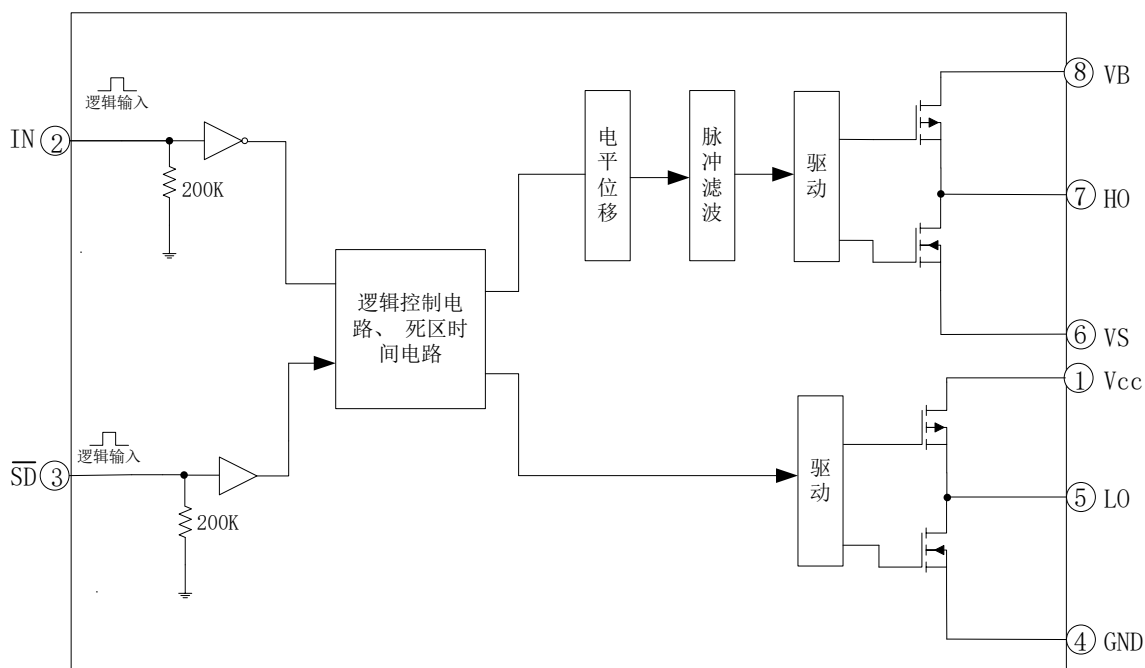 逻辑输入
IN ②
200K
逻辑输入
S̅D̅ ③
200K
逻辑控制电
路、 死区时
间电路
电平位移
脉冲滤波
驱动
⑧ VB
⑦ HO
⑥ VS
① Vcc
驱动
⑤ LO
④ GND